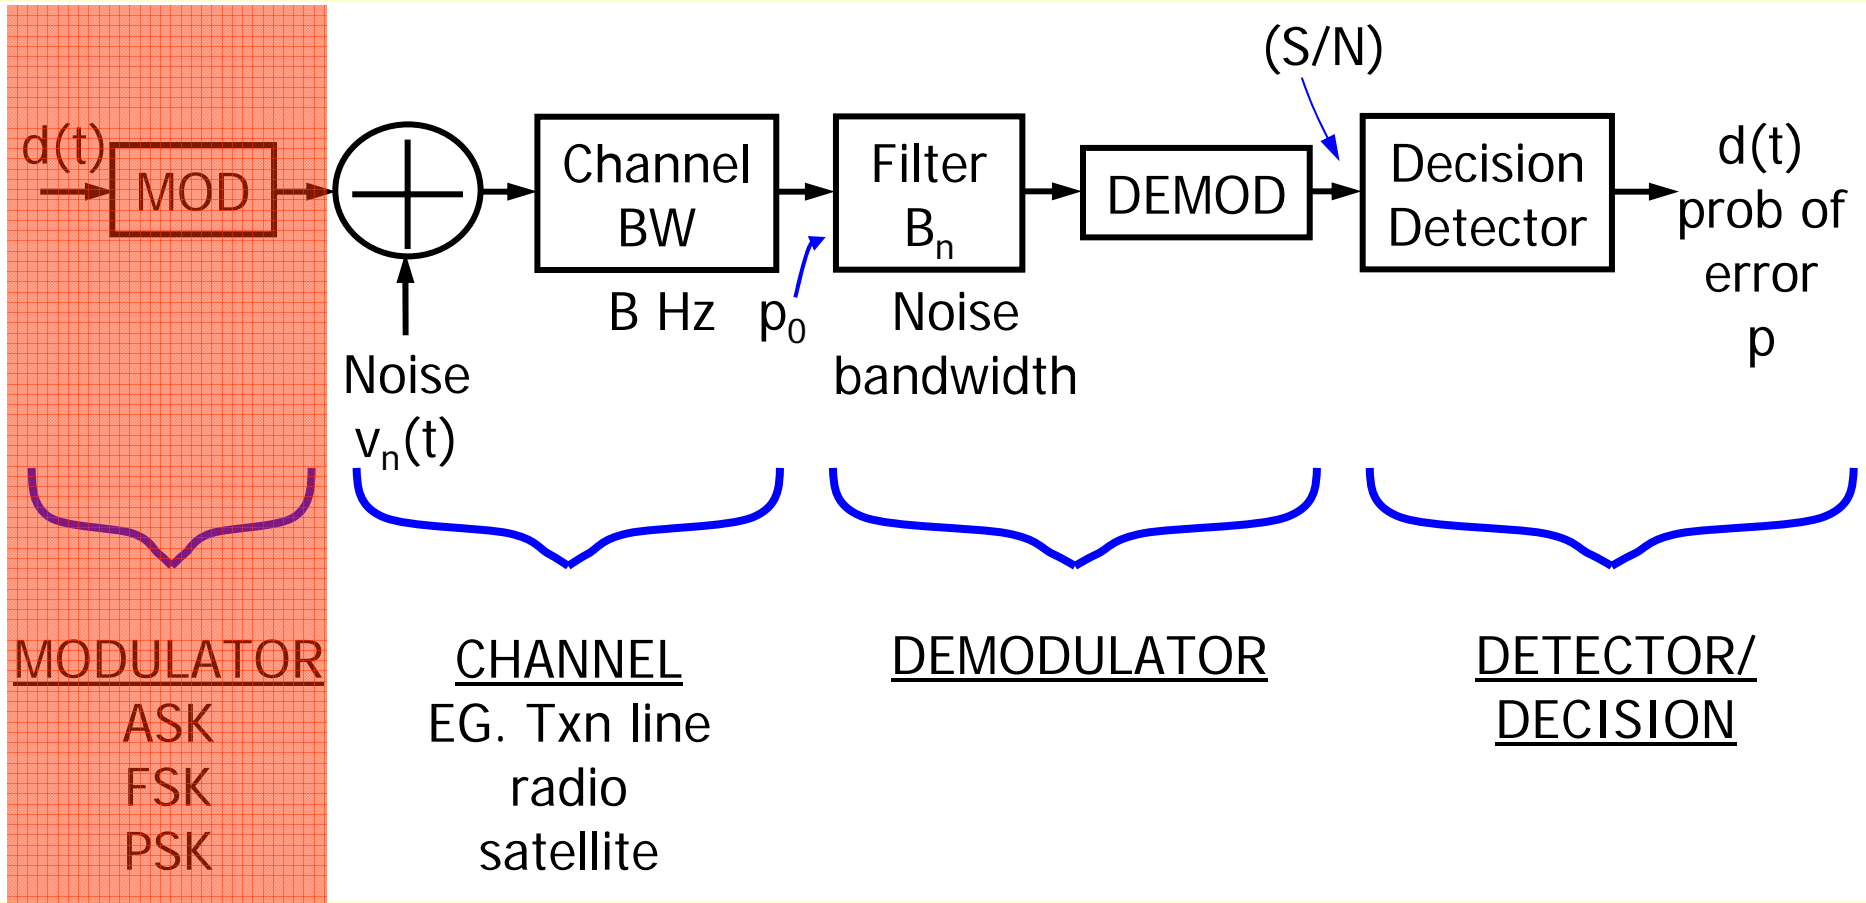 (S/N)
d(t)
MOD
Channel
BW
B Hz
p0
Filter
Bn
Noise
bandwidth
DEMOD
Decision
Detector
d(t)
prob of
error
p
Noise
vn(t)
MODULATOR
ASK
FSK
PSK
CHANNEL
EG. Txn line
radio
satellite
DEMODULATOR
DETECTOR/
DECISION